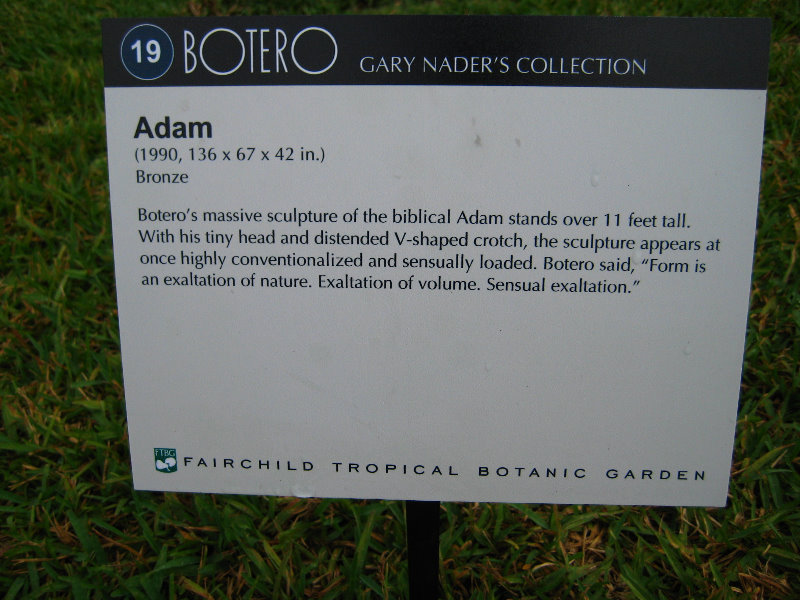 19 BOTERO GARY NADER'S COLLECTION
Adam
(1990, 136 x 67 x 42 in.)
Bronze
Botero's massive sculpture of the biblical Adam stands over 11 feet tall.
With his tiny head and distended V-shaped crotch, the sculpture appears at
once highly conventionalized and sensually loaded. Botero said, “Form is
an exaltation of nature. Exaltation of volume. Sensual exaltation.”
FTBG FAIRCHILD TROPICAL BOTANIC GARDEN